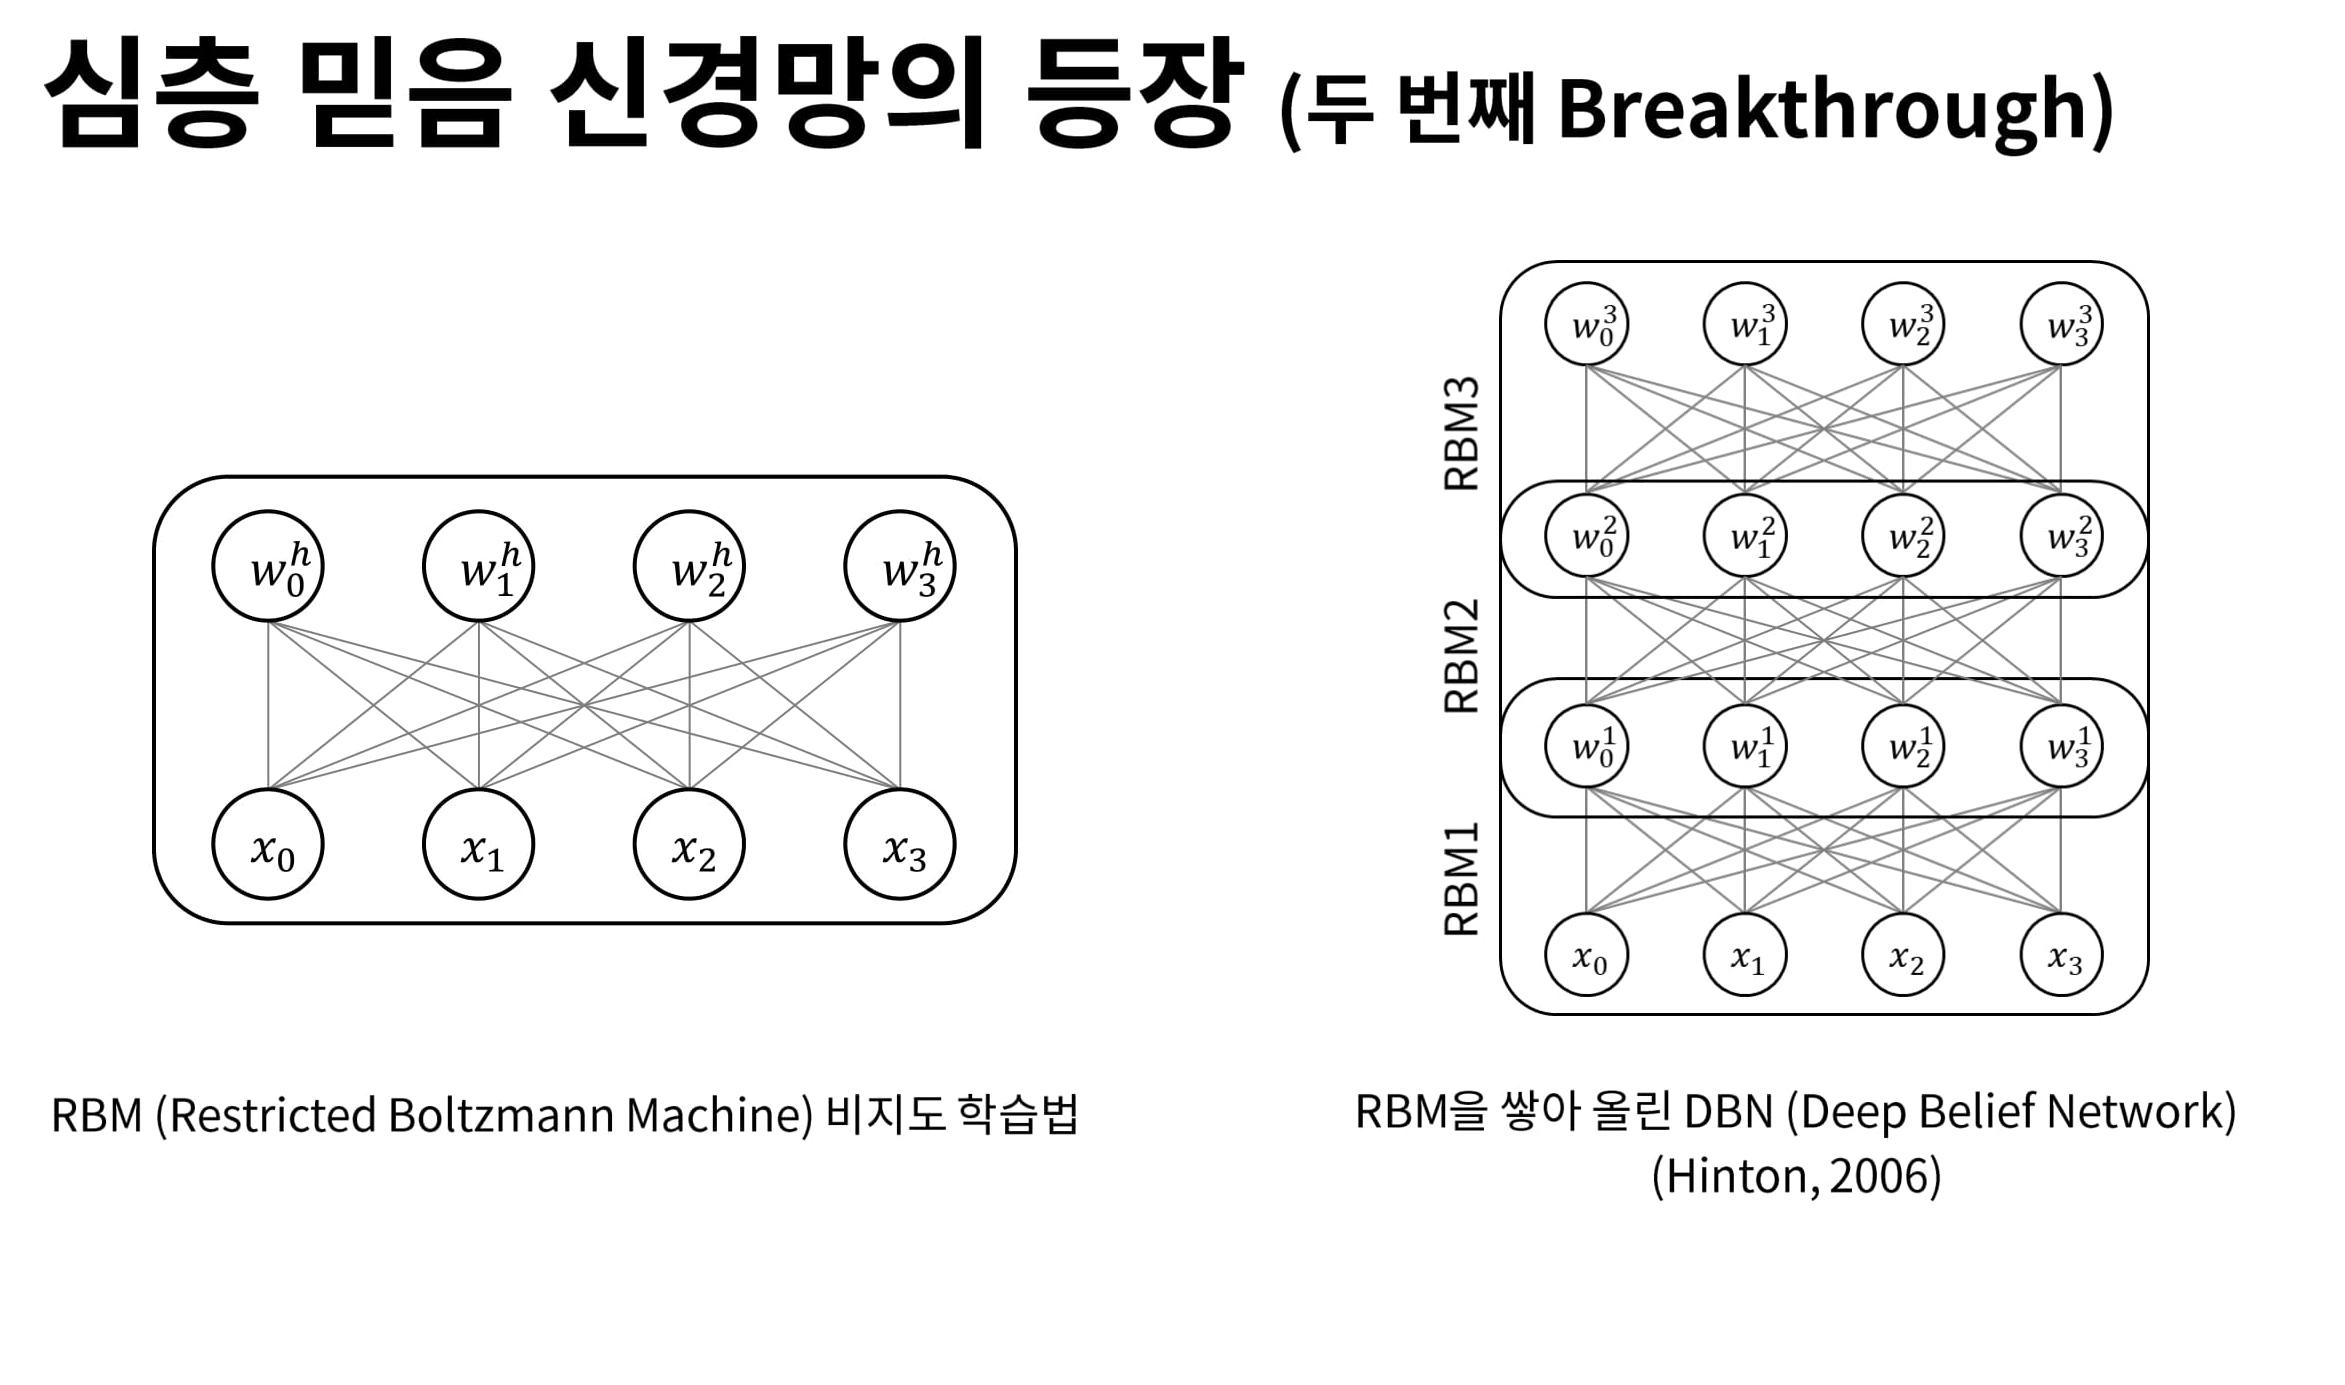 심층 믿음 신경망의 등장 (두 번째 Breakthrough)
w_0^h w_1^h w_2^h w_3^h
x_0 x_1 x_2 x_3
RBM (Restricted Boltzmann Machine) 비지도 학습법
w_0^3 w_1^3 w_2^3 w_3^3
RBM3
w_0^2 w_1^2 w_2^2 w_3^2
RBM2
w_0^1 w_1^1 w_2^1 w_3^1
RBM1
x_0 x_1 x_2 x_3
RBM을 쌓아 올린 DBN (Deep Belief Network)
(Hinton, 2006)